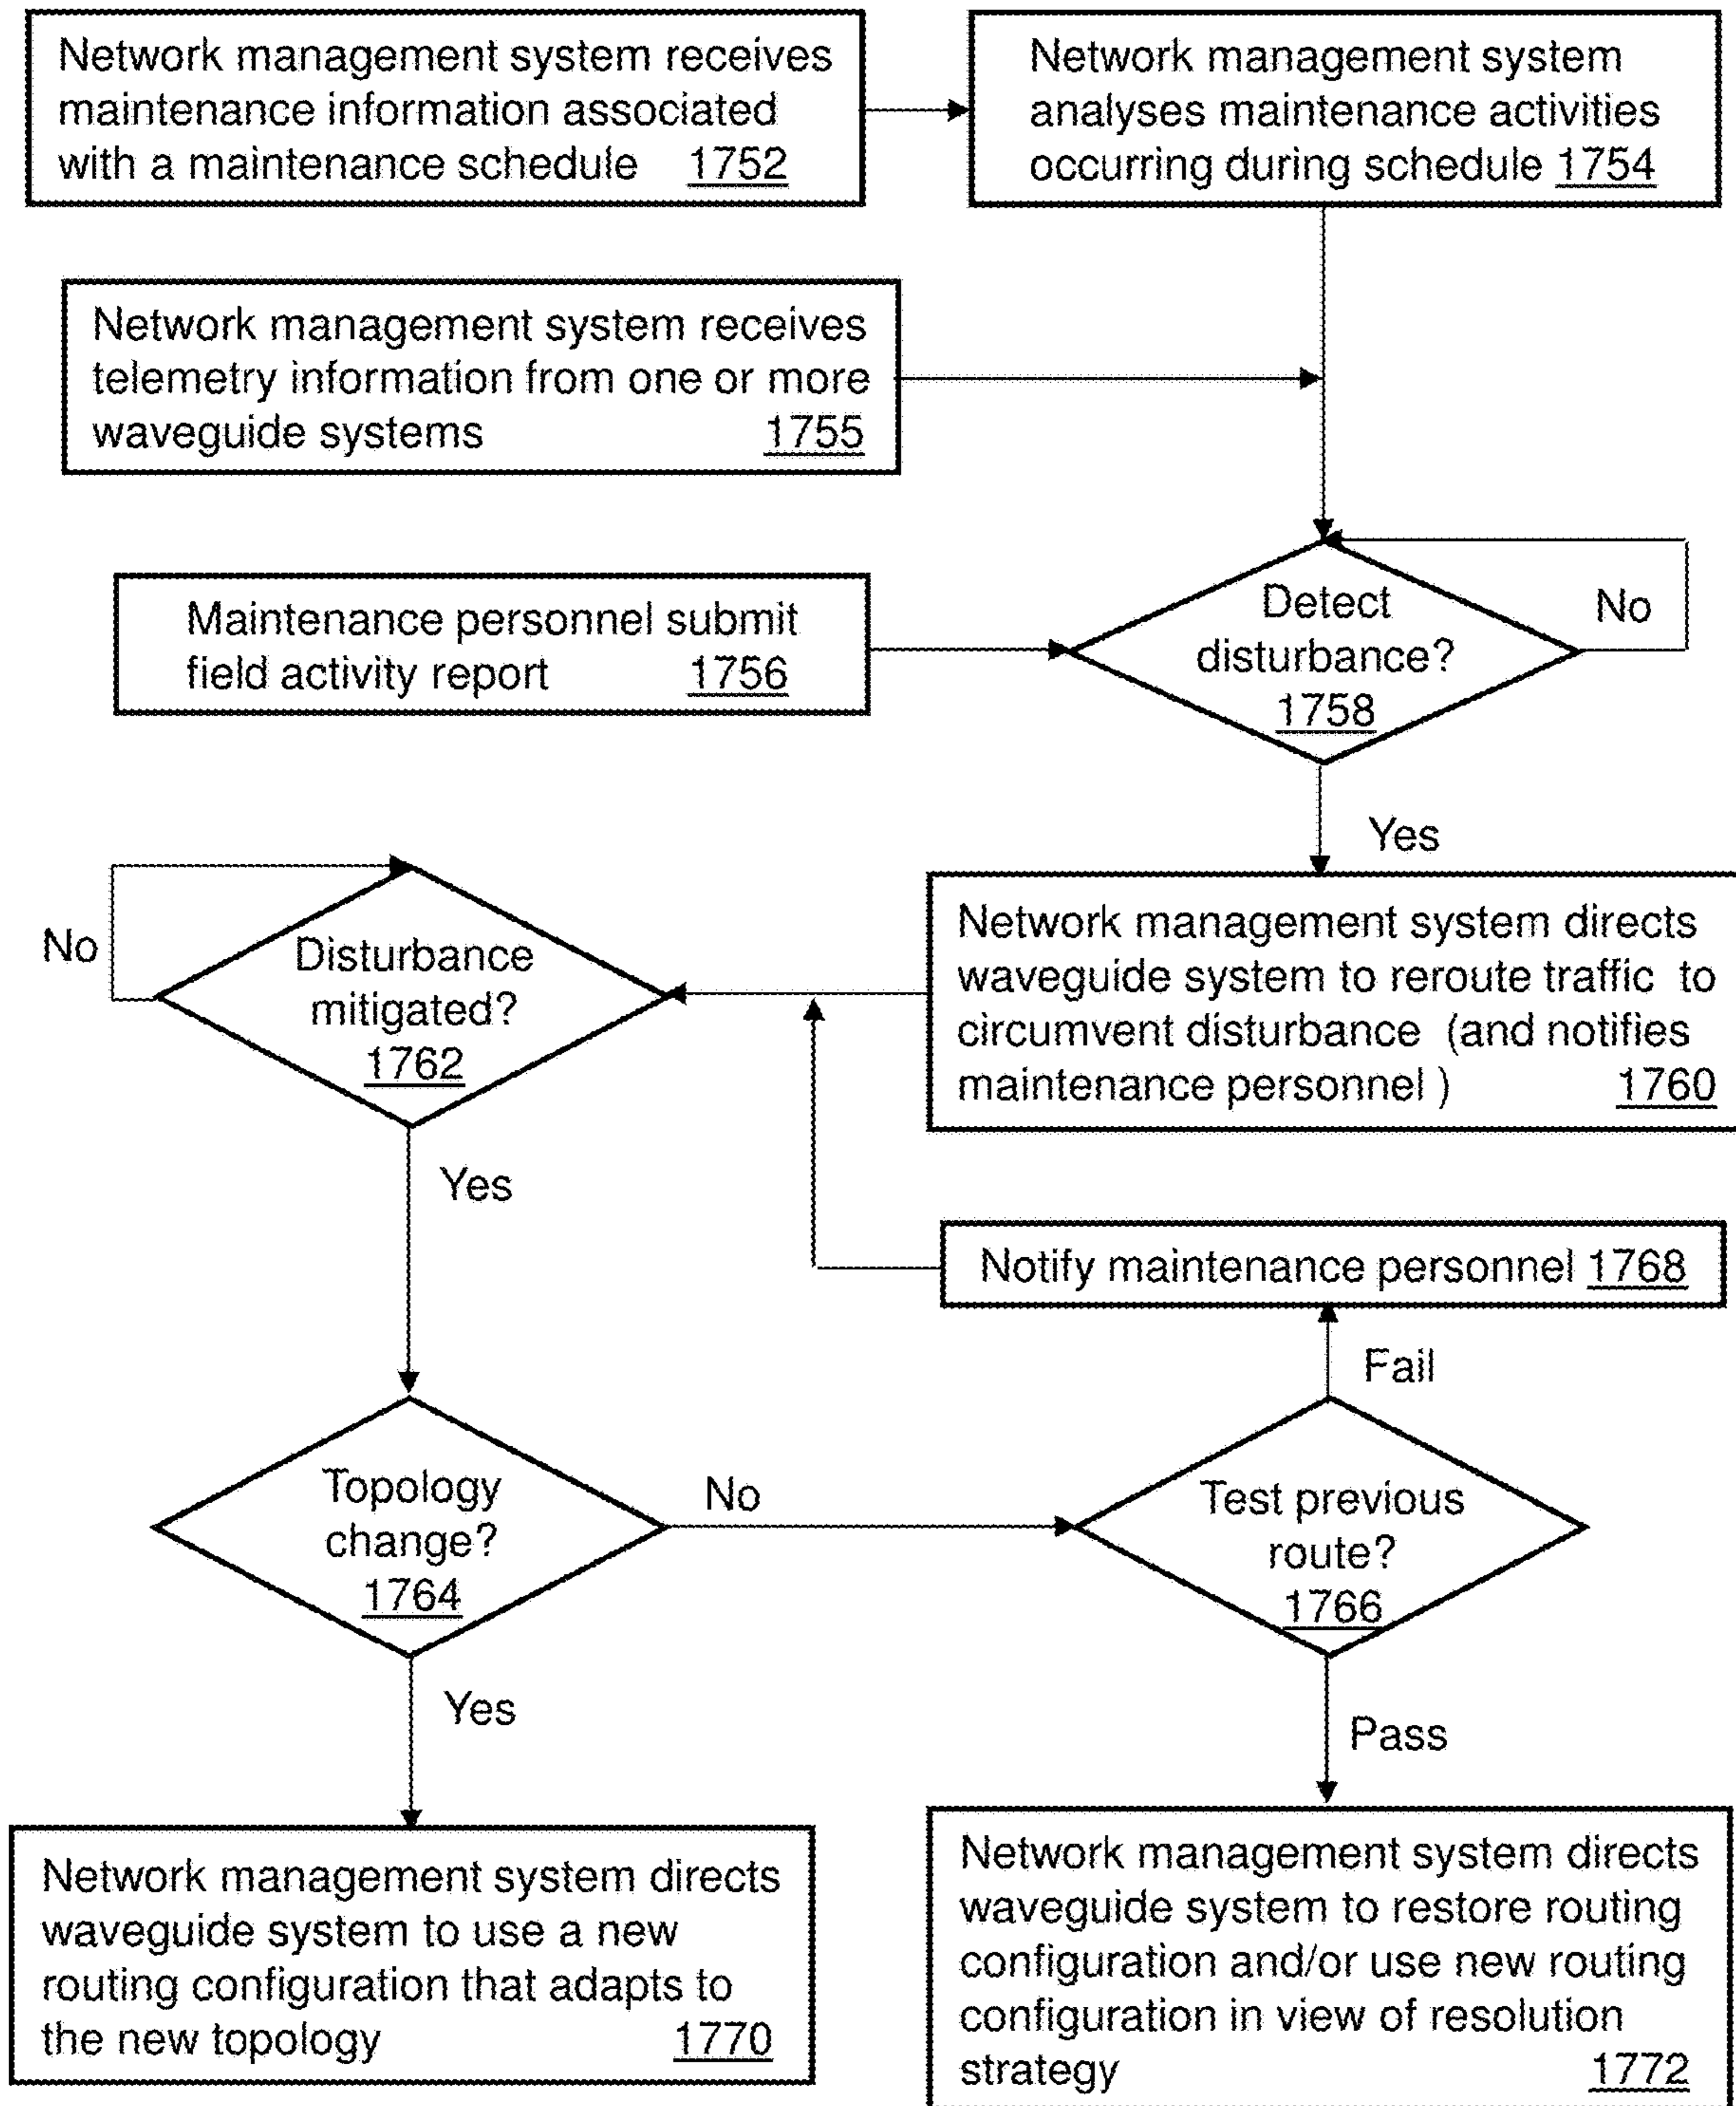 Network management system receives
maintenance information associated
with a maintenance schedule 1752
Network management system
analyses maintenance activities
occurring during schedule 1754
Network management system receives
telemetry information from one or more
waveguide systems 1755
Maintenance personnel submit
field activity report 1756
Detect
disturbance?
1758
No
Yes
Network management system directs
waveguide system to reroute traffic to
circumvent disturbance (and notifies
maintenance personnel ) 1760
No
Disturbance
mitigated?
1762
Yes
Notify maintenance personnel 1768
Fail
Topology
change?
1764
No
Test previous
route?
1766
Yes
Pass
Network management system directs
waveguide system to use a new
routing configuration that adapts to
the new topology 1770
Network management system directs
waveguide system to restore routing
configuration and/or use new routing
configuration in view of resolution
strategy 1772